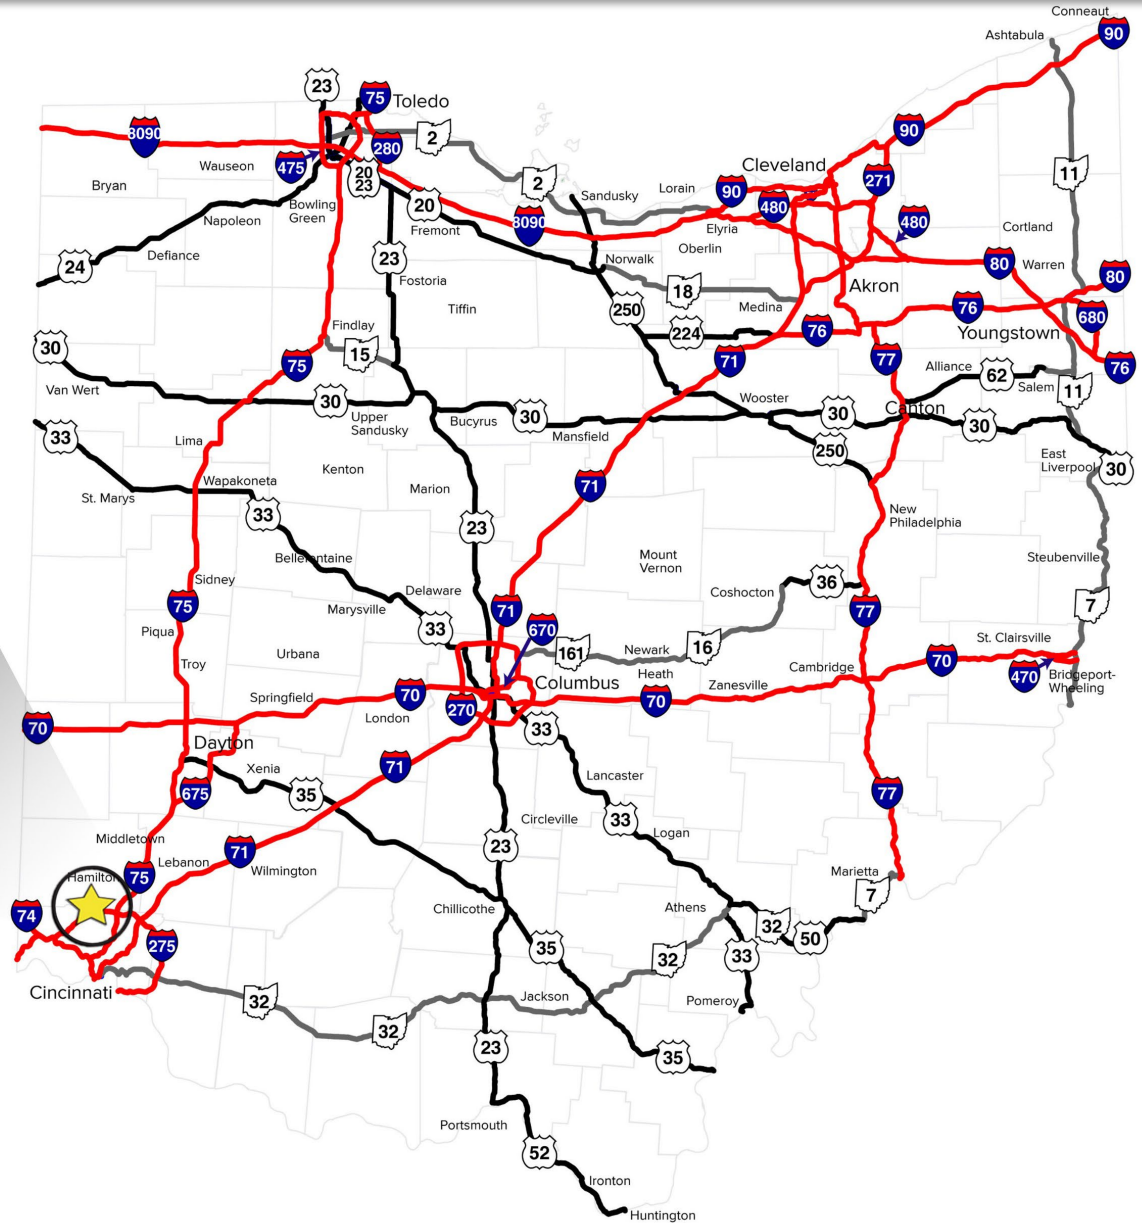 Conneaut
90
Ashtabula
23
75
Toledo
8090
2
280
475
Wauseon
20
23
Bryan
Bowling
Green
Napoleon
20
Fremont
24
Defiance
23
Fostoria
Tiffin
2
Sandusky
Lorain
8090
Norwalk
Cleveland
90
90
480
271
480
Elyria
Oberlin
11
Cortland
80
Warren
80
18
Medina
Akron
250
224
76
76
Youngstown
680
76
71
77
Alliance
62
Salem
11
30
Van Wert
Findlay
15
75
30
Upper
Sandusky
Bucyrus
30
Mansfield
Wooster
30
Canton
30
250
East
Liverpool
30
33
Lima
St. Marys
Wapakoneta
Kenton
Marion
33
71
New
Philadelphia
23
Bellefontaine
Mount
Vernon
Steubenville
Sidney
75
Piqua
Troy
Marysville
Delaware
33
71
670
Coshocton
36
77
7
161
Newark
16
Urbana
Columbus
Heath
Zanesville
Cambridge
70
St. Clairsville
470
Bridgeport-
Wheeling
70
Springfield
70
London
270
70
33
Dayton
Xenia
71
675
35
Lancaster
77
Circleville
33
Logan
23
Middletown
Lebanon
71
Wilmington
75
Hamilton
74
275
Cincinnati
Marietta
7
Chillicothe
Athens
32
50
33
Pomeroy
35
32
Jackson
32
32
23
35
Portsmouth
52
Ironton
Huntington